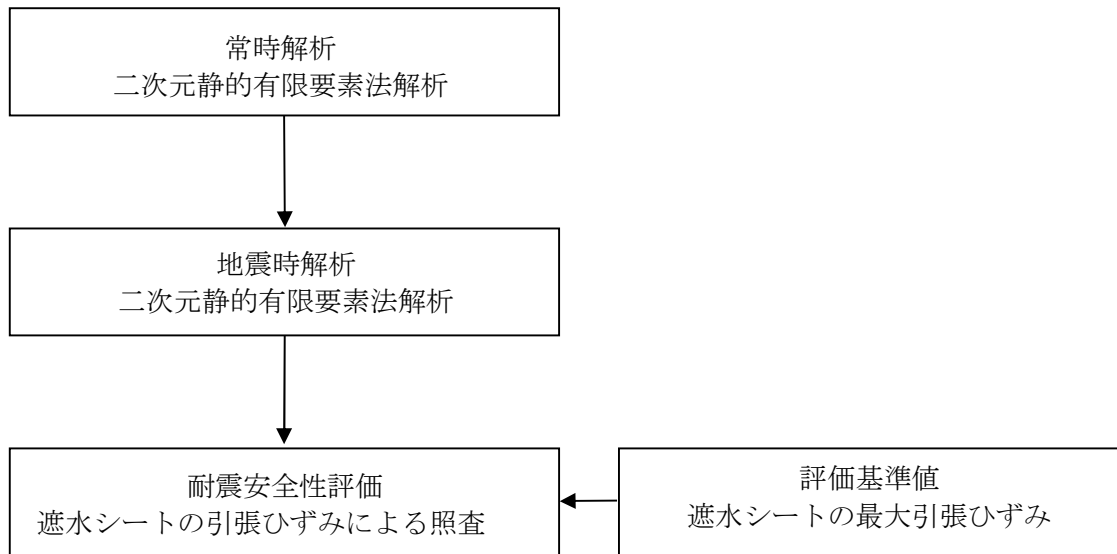 常時解析
二次元静的有限要素法解析
地震時解析
二次元静的有限要素法解析
耐震安全性評価
遮水シートの引張ひずみによる照査
評価基準値
遮水シートの最大引張ひずみ